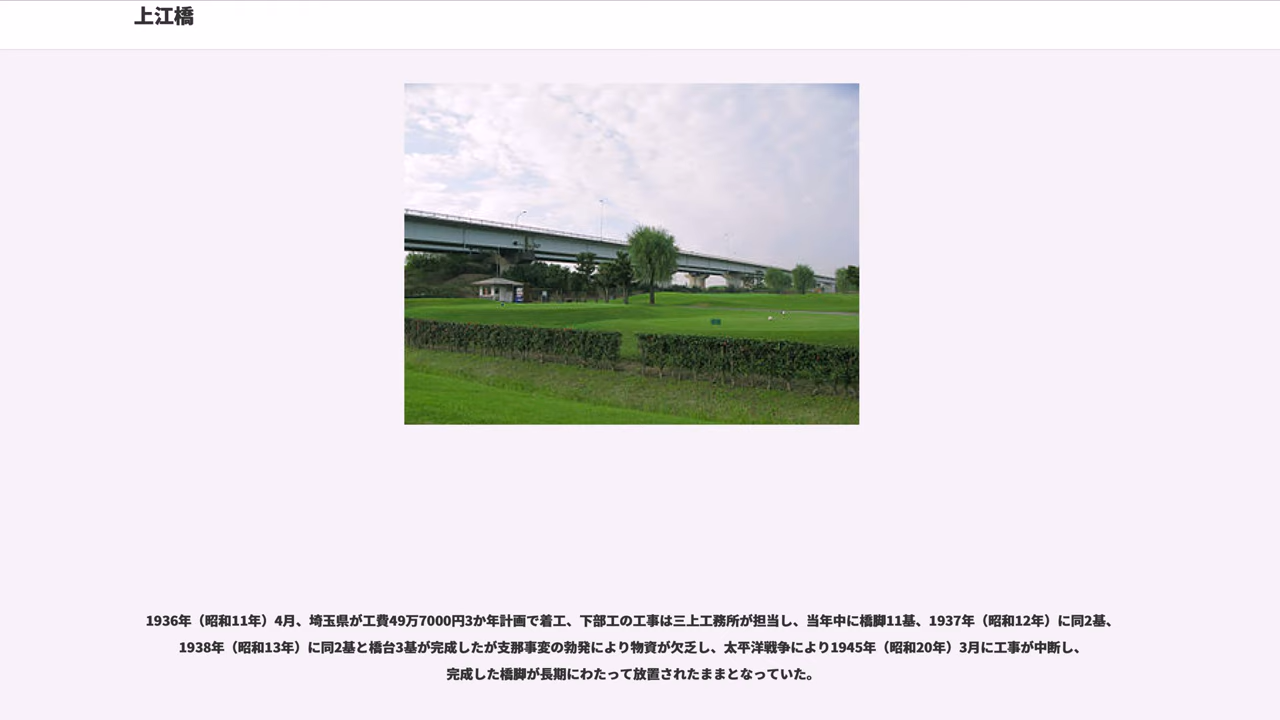 上江橋
1936年（昭和11年）4月、埼玉県が工費49万7000円3か年計画で着工、下部工の工事は三上工務所が担当し、当年中に橋脚11基、1937年（昭和12年）に同2基、
1938年（昭和13年）に同2基と橋台3基が完成したが支那事変の勃発により物資が欠乏し、太平洋戦争により1945年（昭和20年）3月に工事が中断し、
完成した橋脚が長期にわたって放置されたままとなっていた。